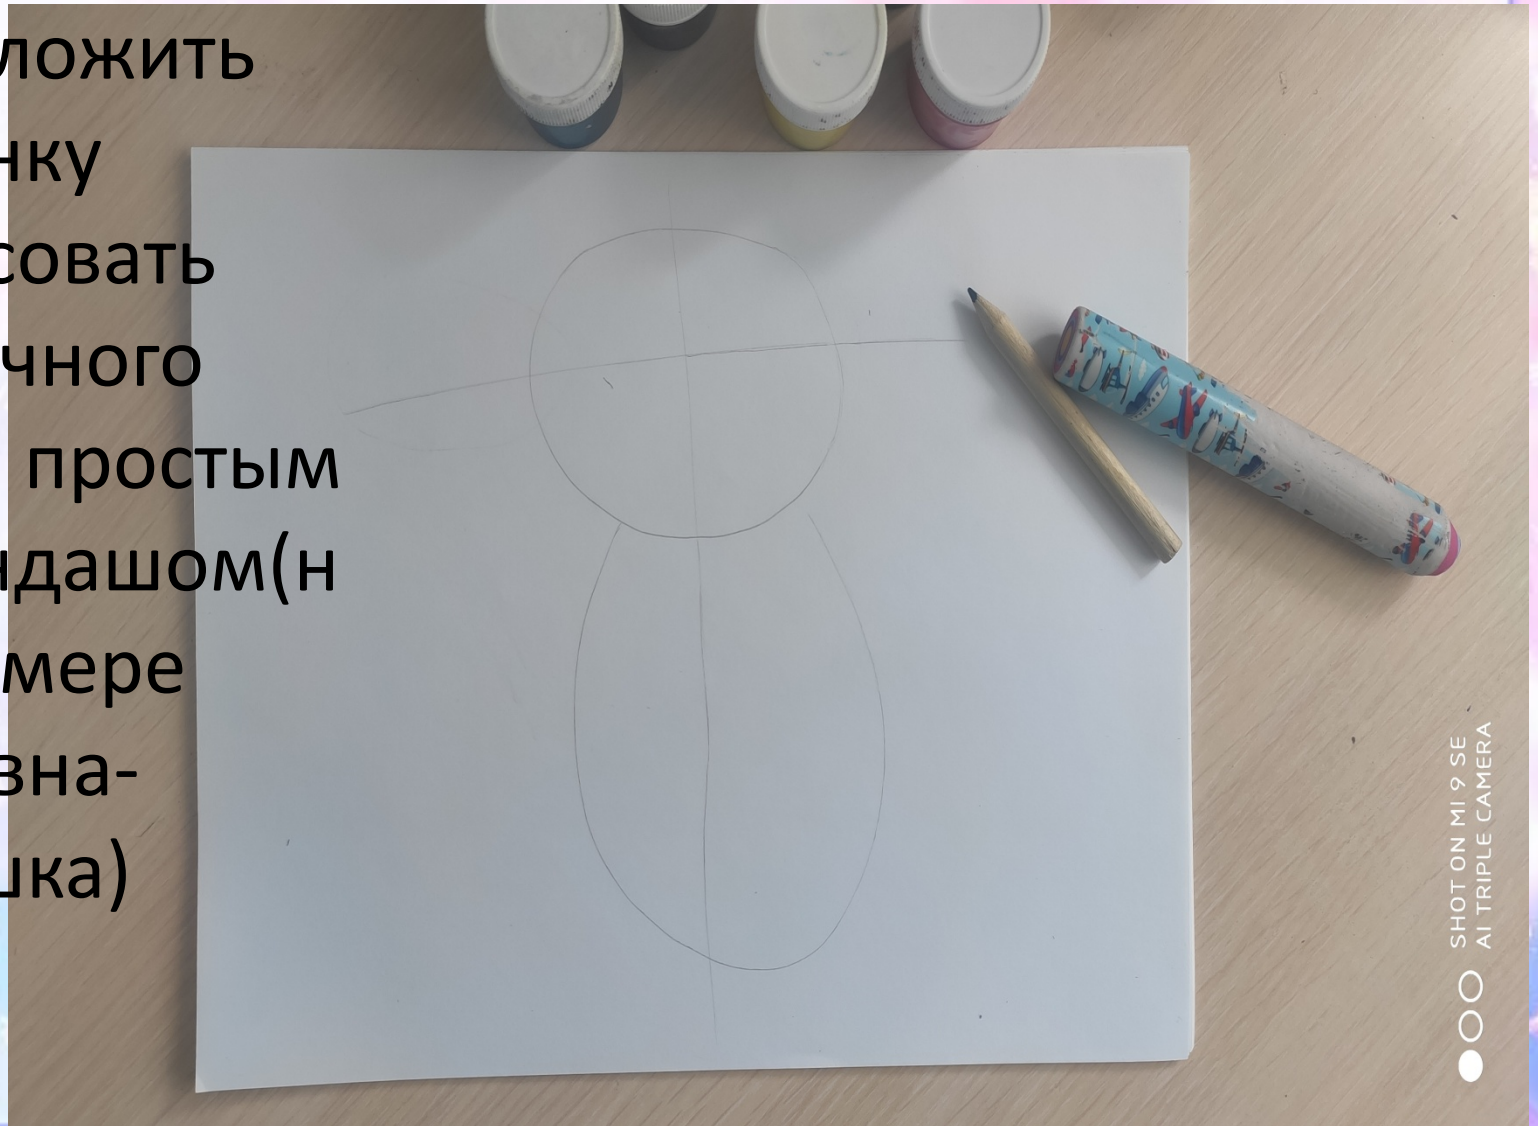 ложить
нку
совать
чного
простым
ндашом(н
мере
вна-
шка)
SHOT ON MI 9 SE
AI TRIPLE CAMERA